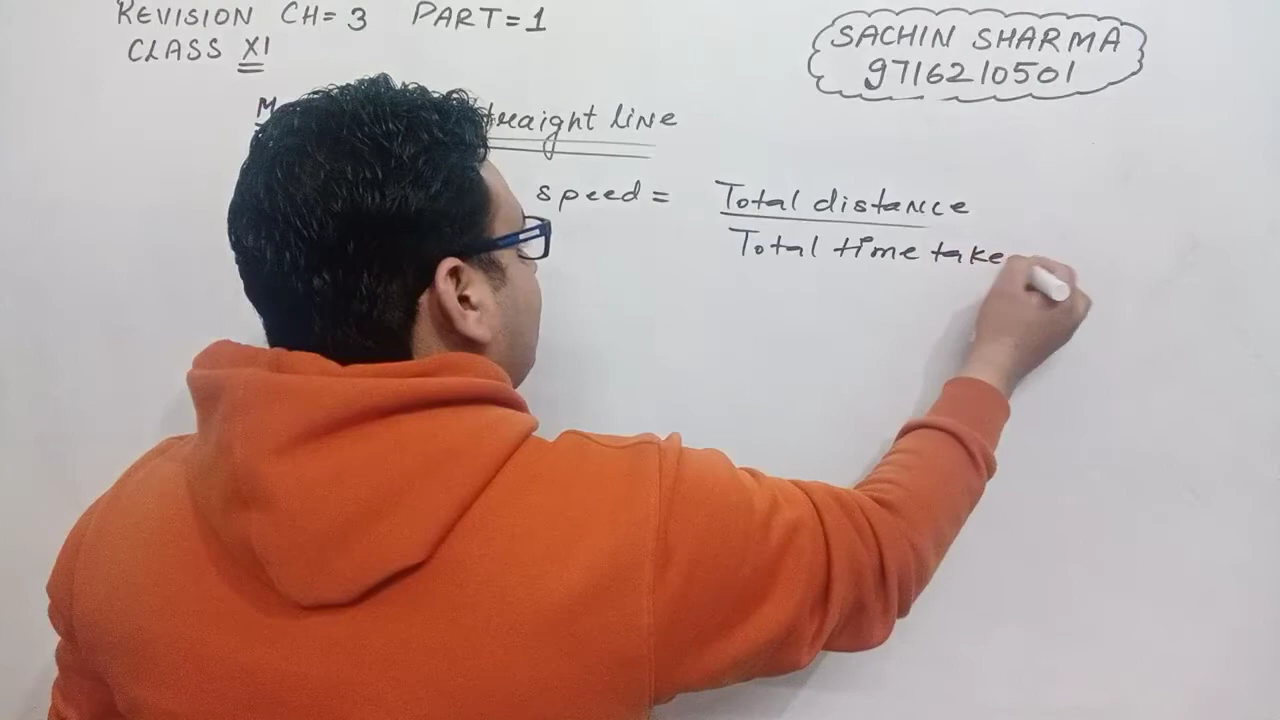 REVISION CH= 3 PART=1
CLASS XI
SACHIN SHARMA
9716210501
M traight line
speed = Total distance
Total time take